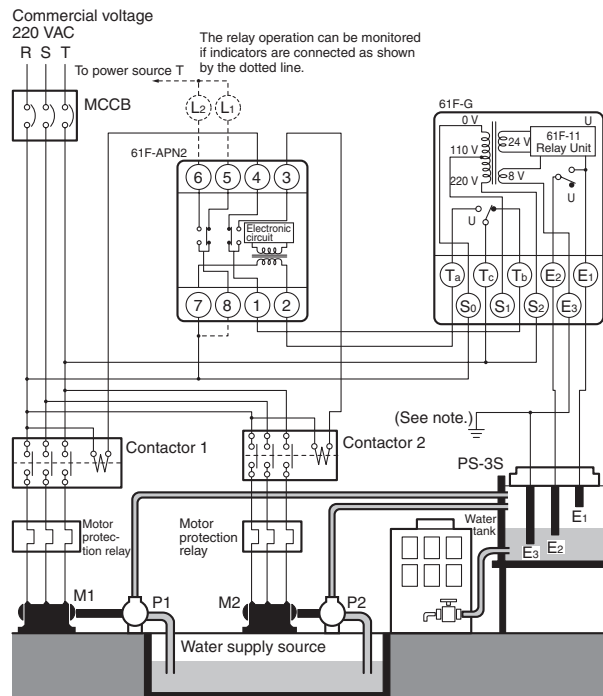 Commercial voltage
220 VAC
R S T
MCCB
The relay operation can be monitored
if indicators are connected as shown
by the dotted line.
To power source T
L2 L1
61F-APN2
6 5 4 3
Electronic
circuit
7 8 1 2
61F-G
0 V
110 V
220 V
24 V
8 V
U
61F-11
Relay Unit
U
U
Ta Tc Tb E2 E1
S0 S1 S2 E3
(See note.)
Contactor 1
Contactor 2
PS-3S
Motor
protec-
tion relay
Motor
protection
relay
Water
tank
E3 E2 E1
M1
P1
M2
P2
Water supply source